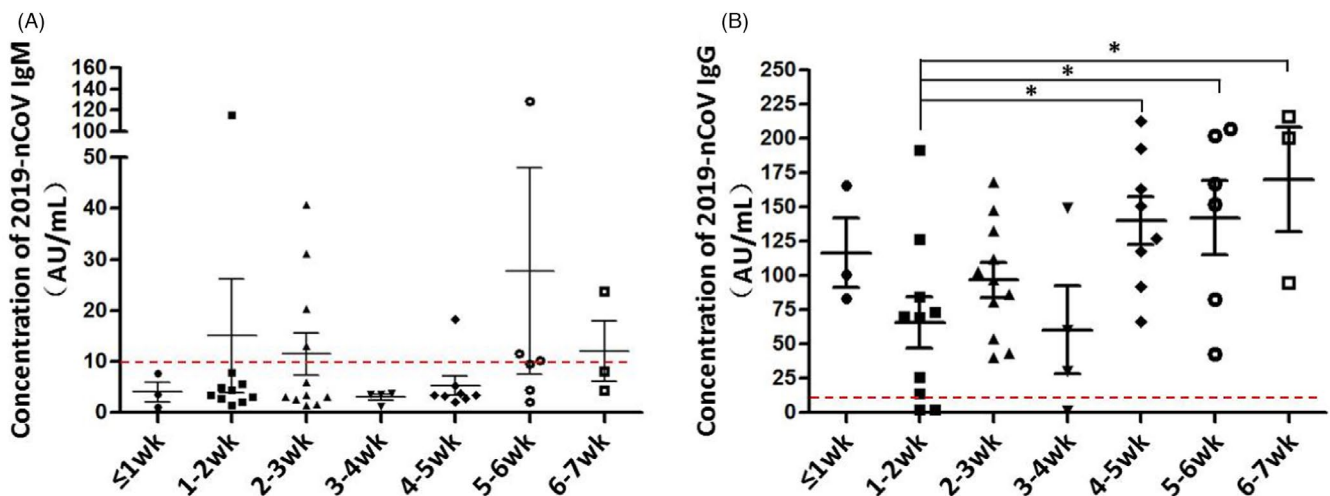 (A)
Concentration of 2019-nCoV IgM
(AU/mL)
160
140
120
100
50
40
30
20
10
0
≤1wk
1-2wk
2-3wk
3-4wk
4-5wk
5-6wk
6-7wk
(B)
Concentration of 2019-nCoV IgG
(AU/mL)
250
225
200
175
150
125
100
75
50
25
0
*
*
*
≤1wk
1-2wk
2-3wk
3-4wk
4-5wk
5-6wk
6-7wk